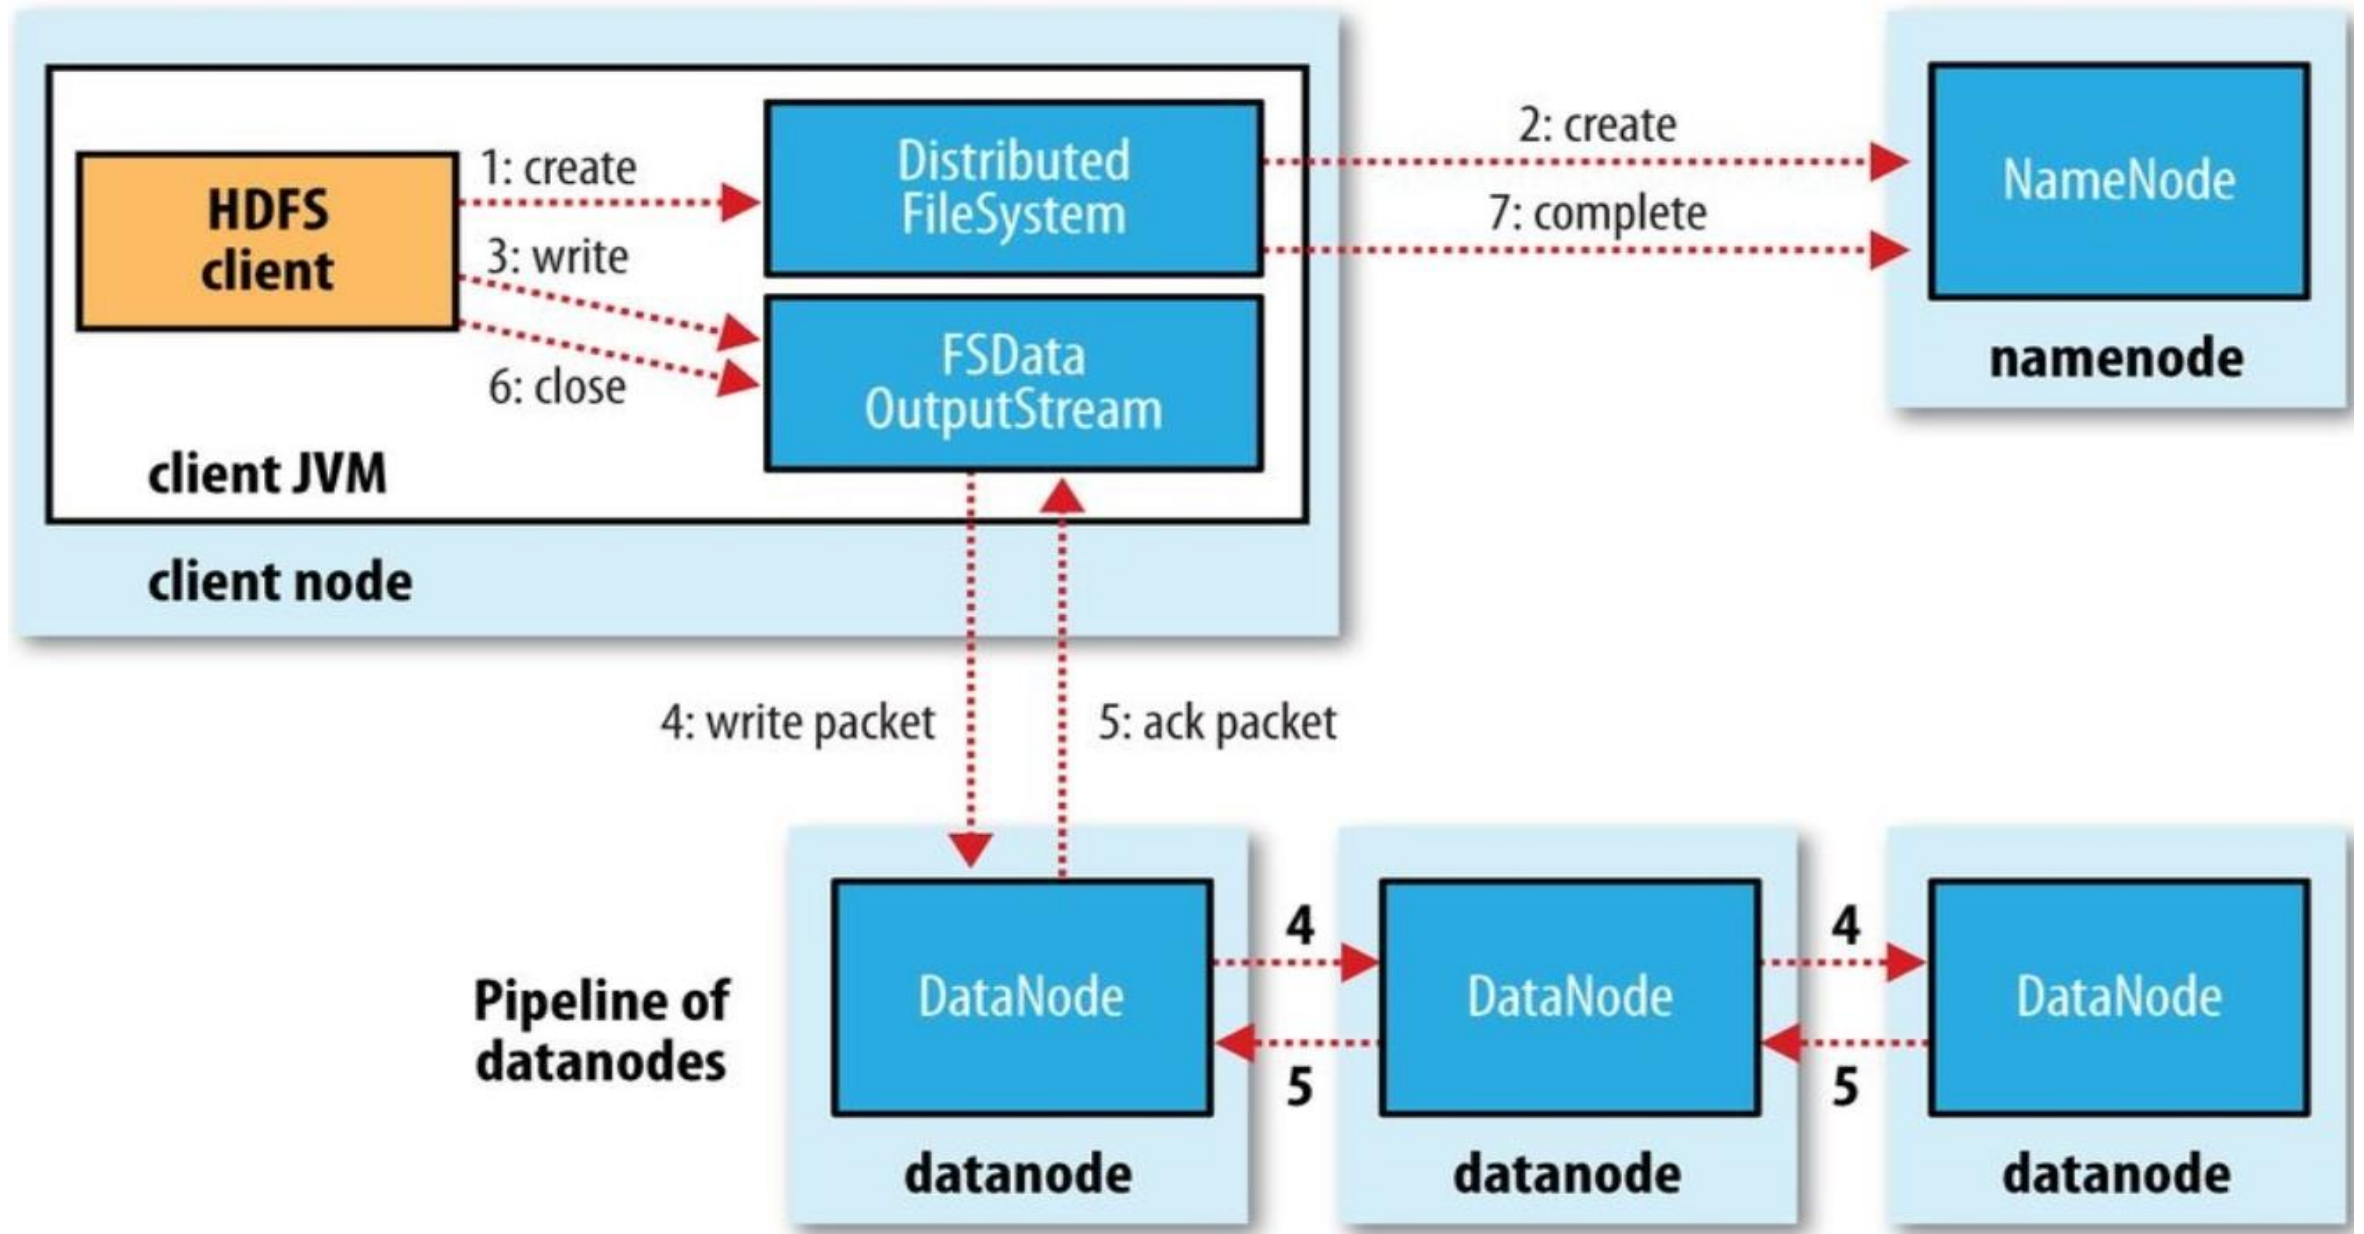 HDFS
client
1: create
3: write
6: close
Distributed
FileSystem
FSData
OutputStream
client JVM
client node
2: create
7: complete
NameNode
namenode
4: write packet
5: ack packet
Pipeline of
datanodes
DataNode
datanode
4
5
DataNode
datanode
4
5
DataNode
datanode